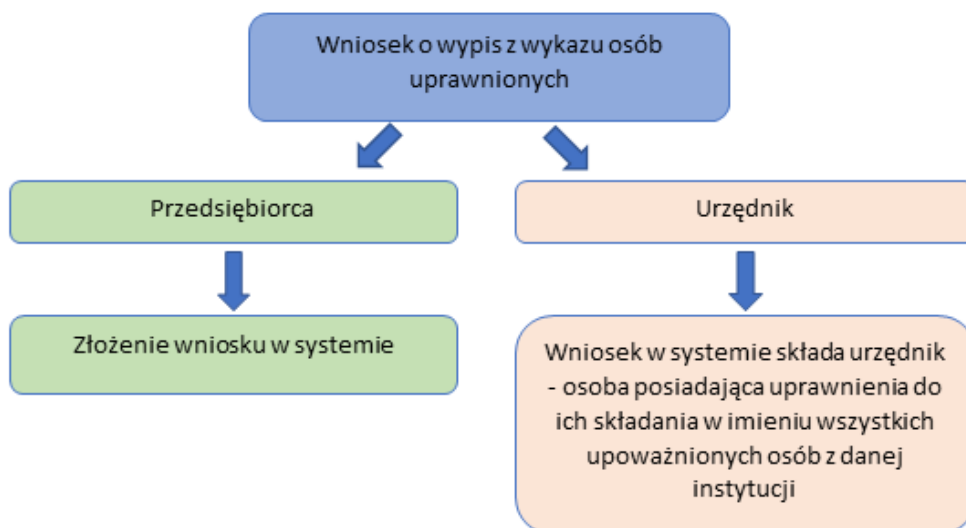 Wniosek o wypis z wykazu osób
uprawnionych
Przedsiębiorca
Urzędnik
Złożenie wniosku w systemie
Wniosek w systemie składa urzędnik
- osoba posiadająca uprawnienia do
ich składania w imieniu wszystkich
upoważnionych osób z danej
instytucji